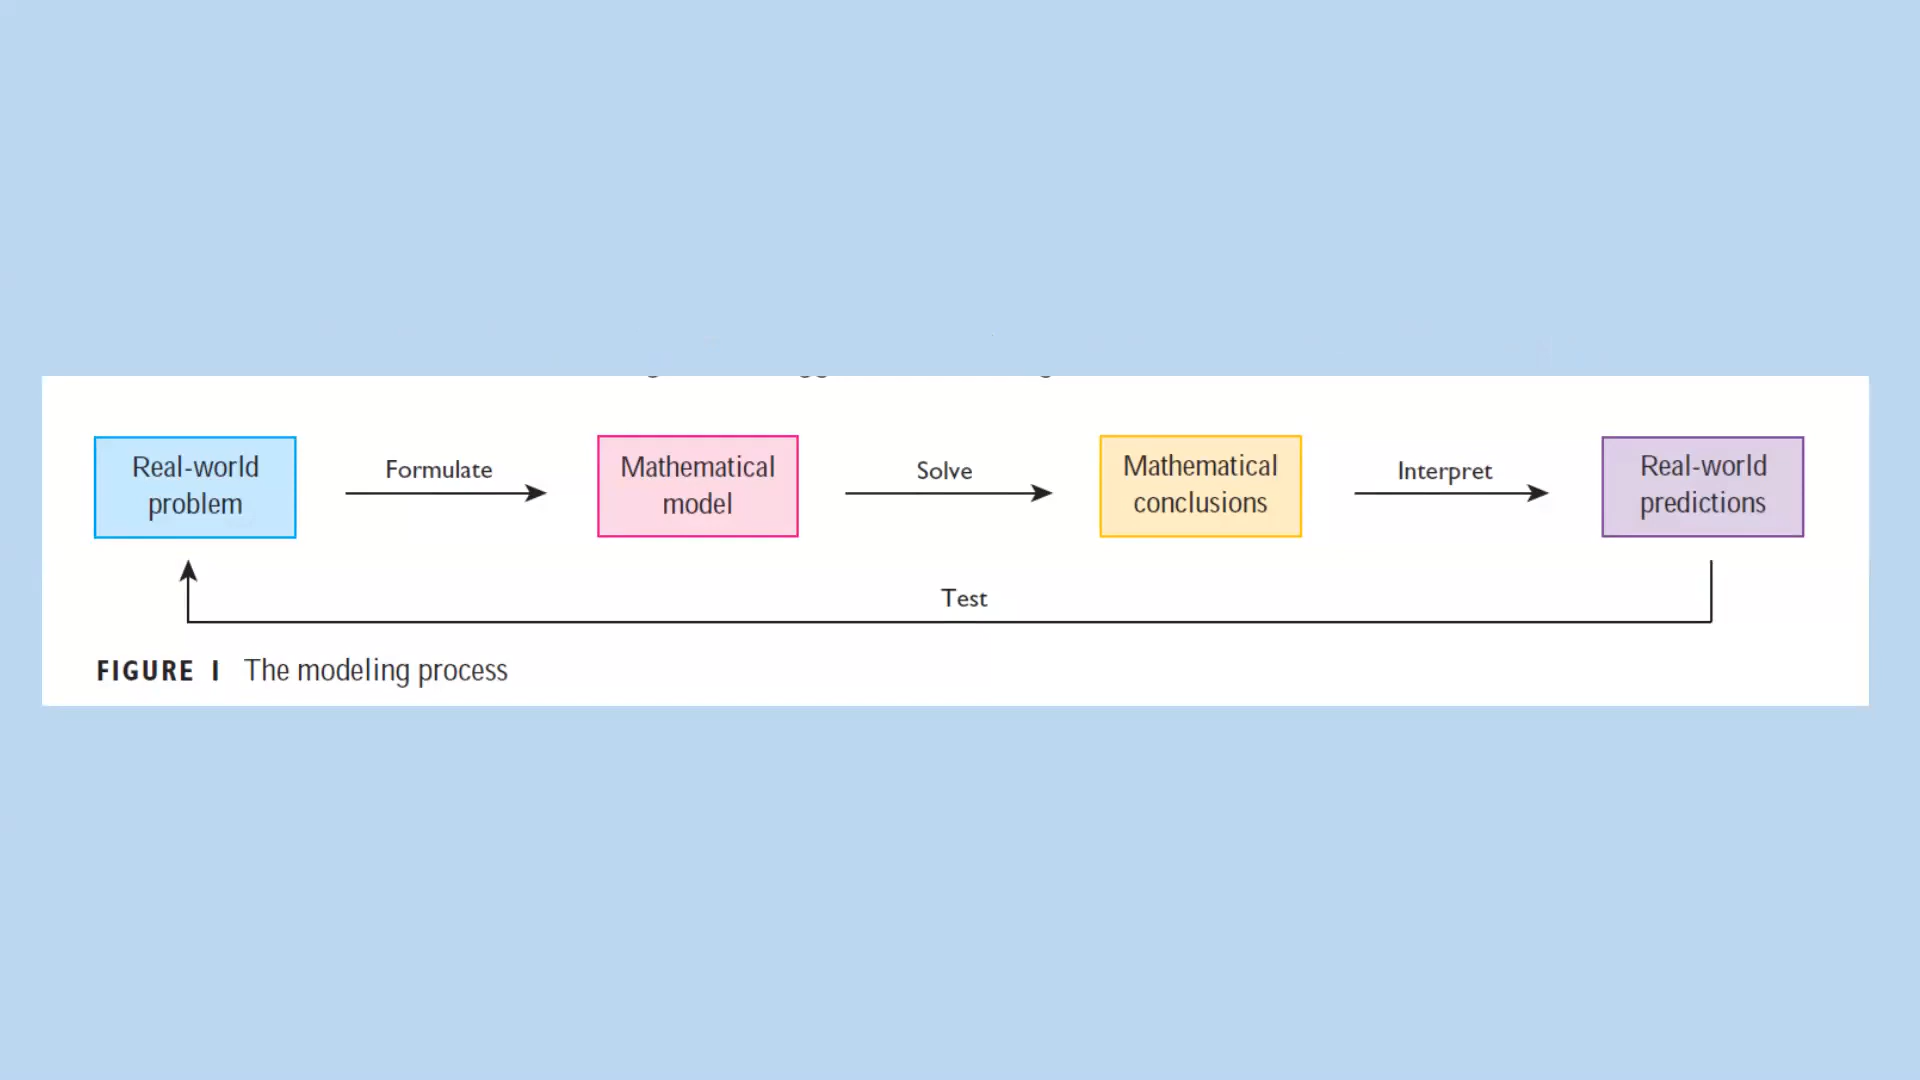 Real-world
problem
Formulate
Mathematical
model
Solve
Mathematical
conclusions
Interpret
Real-world
predictions
Test
FIGURE 1 The modeling process